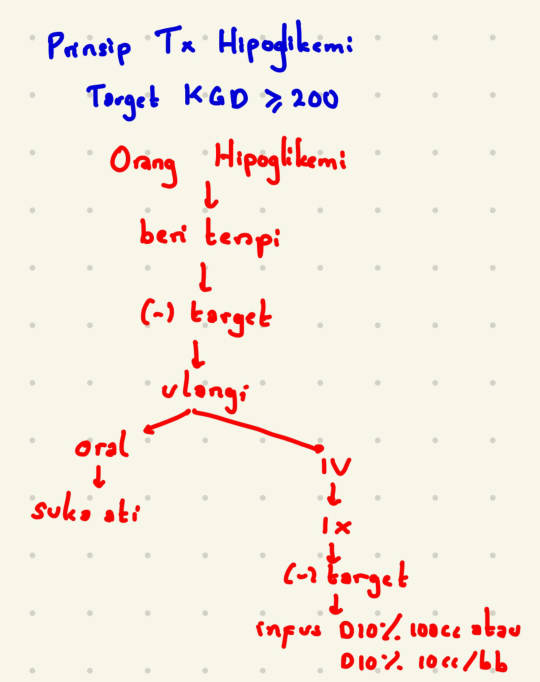 Prinsip Tx Hipoglikemi
Target KGD ≥ 200
Orang Hipoglikemi
↓
beri terapi
↓
(-) target
↓
ulangi
oral
↓
suka ati
IV
↓
1x
↓
(-) target
↓
infus D10% 100cc atau
D10% 10cc/bb